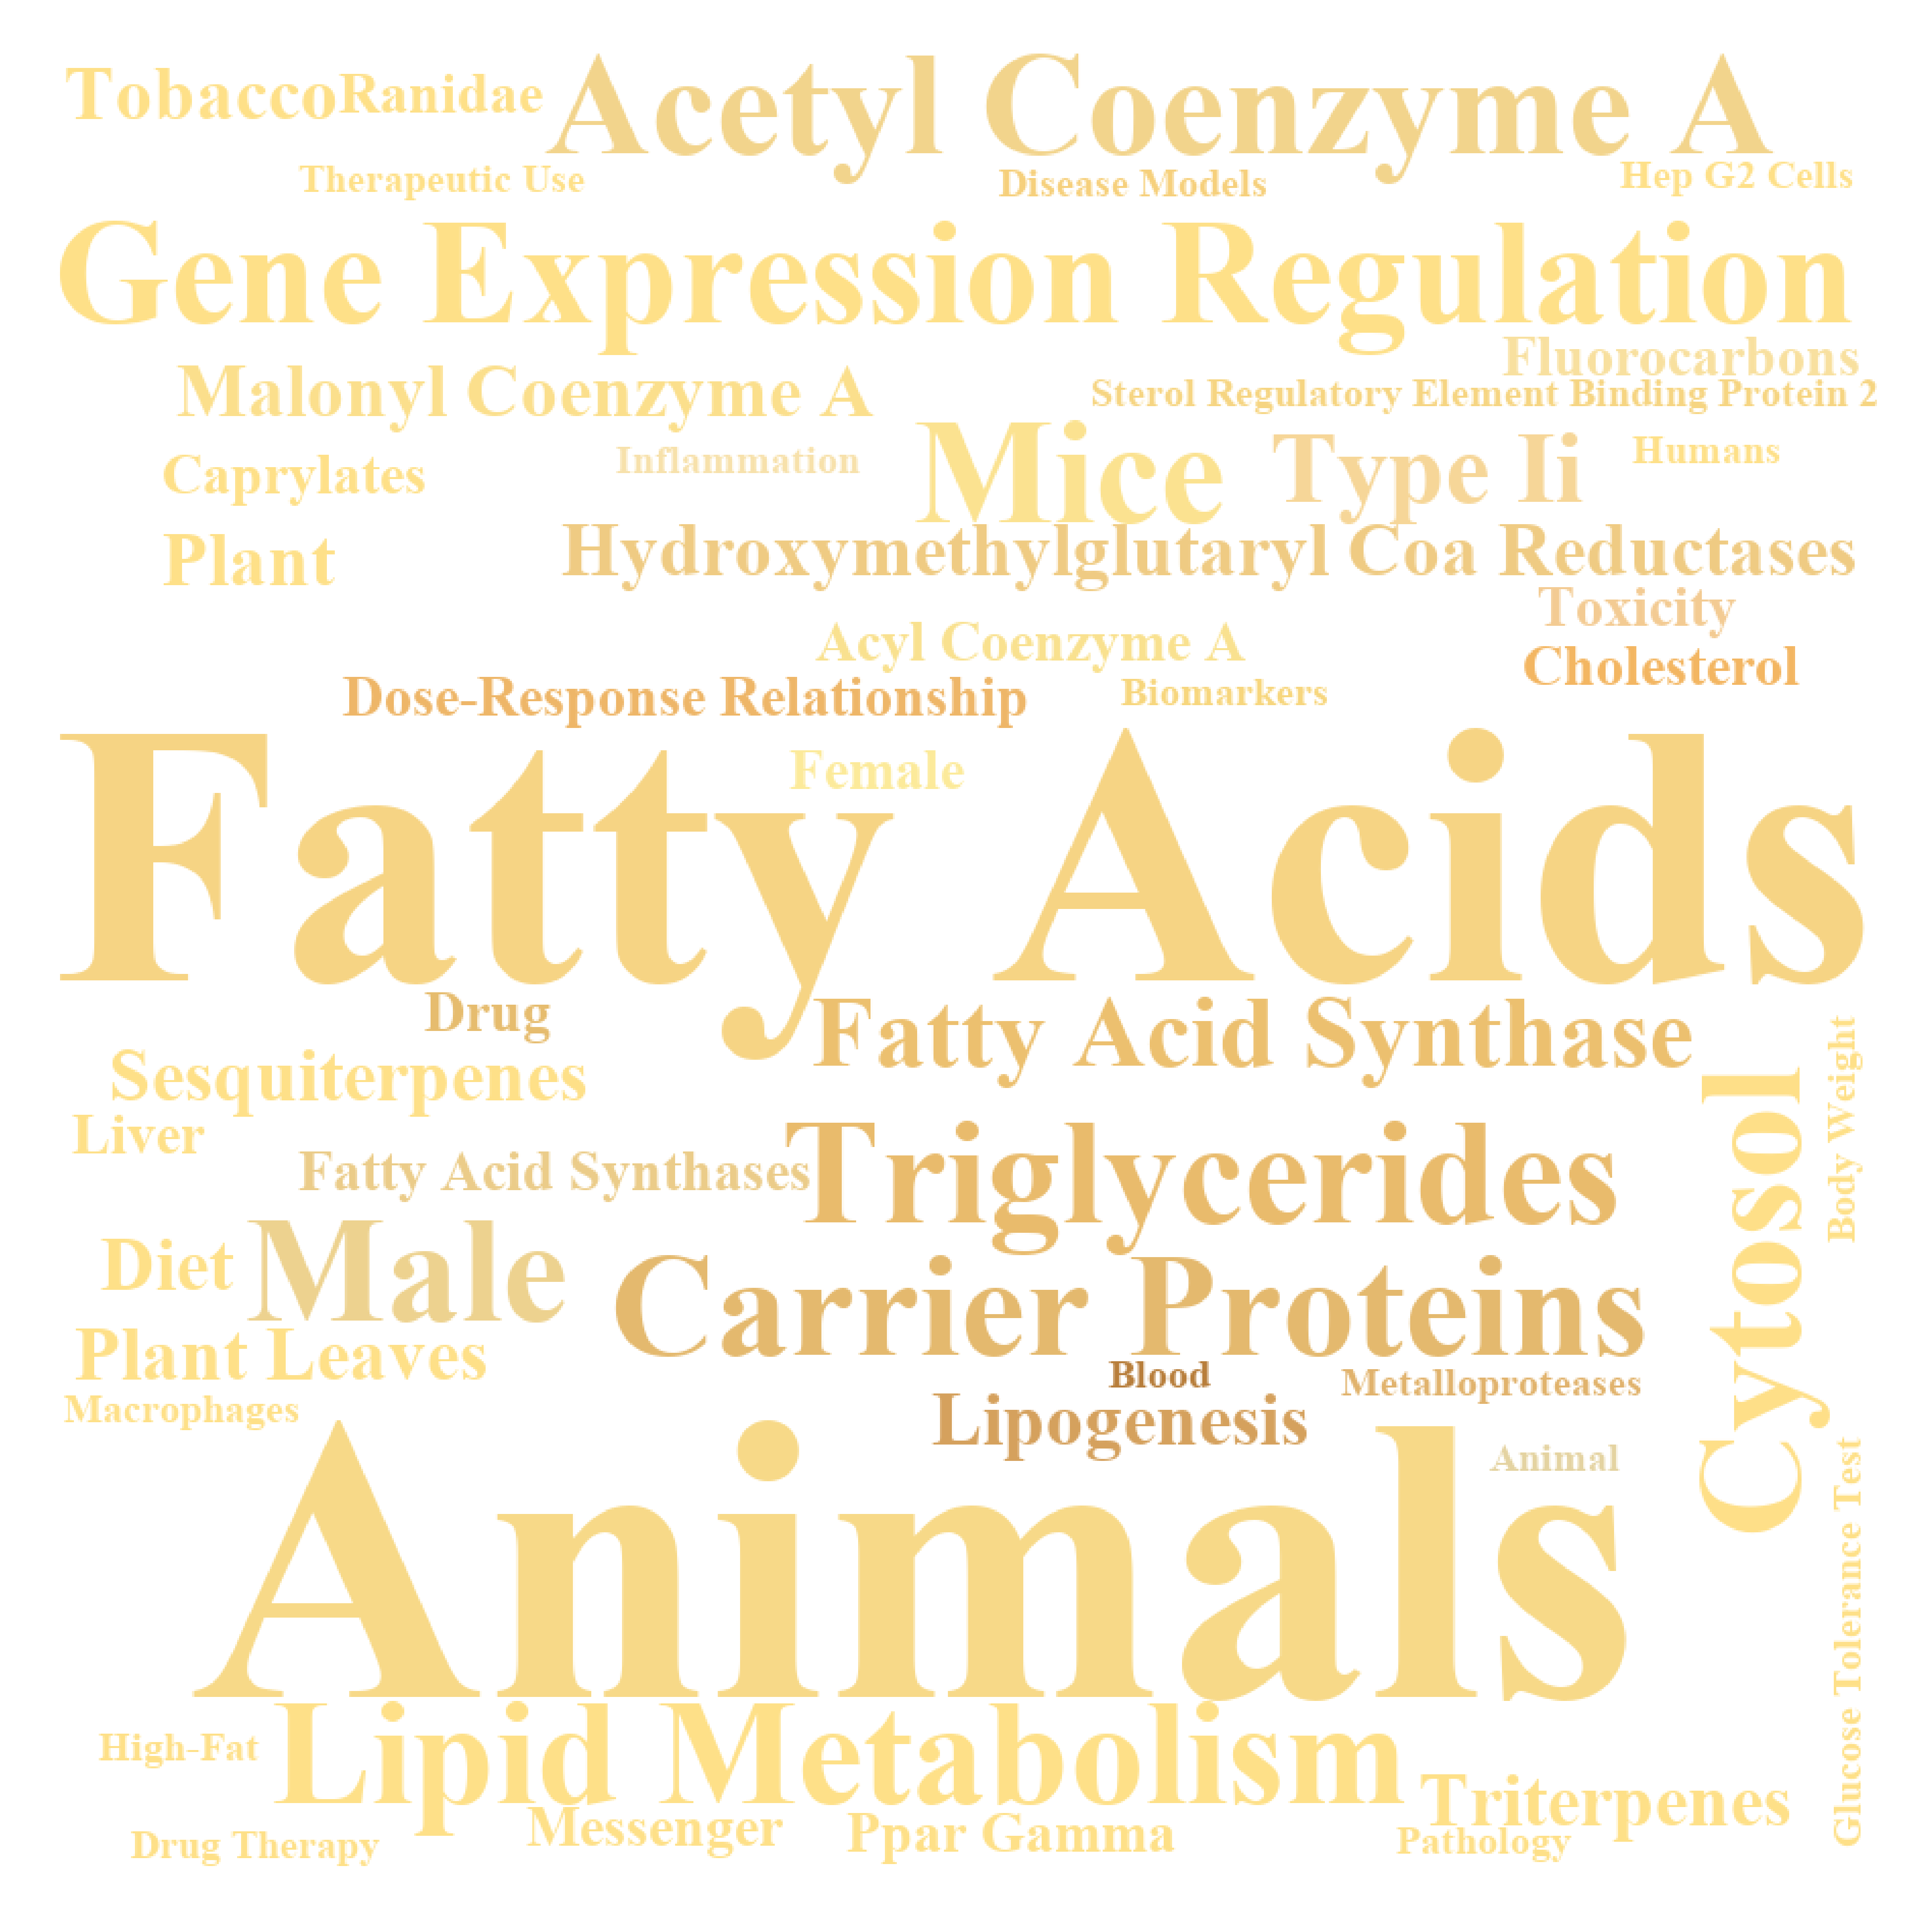 Tobacco
Ranidae
Acetyl Coenzyme A
Therapeutic Use
Disease Models
Hep G2 Cells
Gene Expression Regulation
Fluorocarbons
Malonyl Coenzyme A
Sterol Regulatory Element Binding Protein 2
Caprylates
Inflammation
Mice
Type Ii
Humans
Plant
Hydroxymethylglutaryl Coa Reductases
Toxicity
Acyl Coenzyme A
Cholesterol
Dose-Response Relationship
Biomarkers
Female
Fatty Acids
Drug
Fatty Acid Synthase
Sesquiterpenes
Body Weight
Liver
Fatty Acid Synthases
Triglycerides
Cytosol
Diet
Male
Carrier Proteins
Plant Leaves
Blood
Metalloproteases
Macrophages
Lipogenesis
Animal
Animals
Glucose Tolerance Test
High-Fat
Lipid Metabolism
Triterpenes
Drug Therapy
Messenger
Ppar Gamma
Pathology